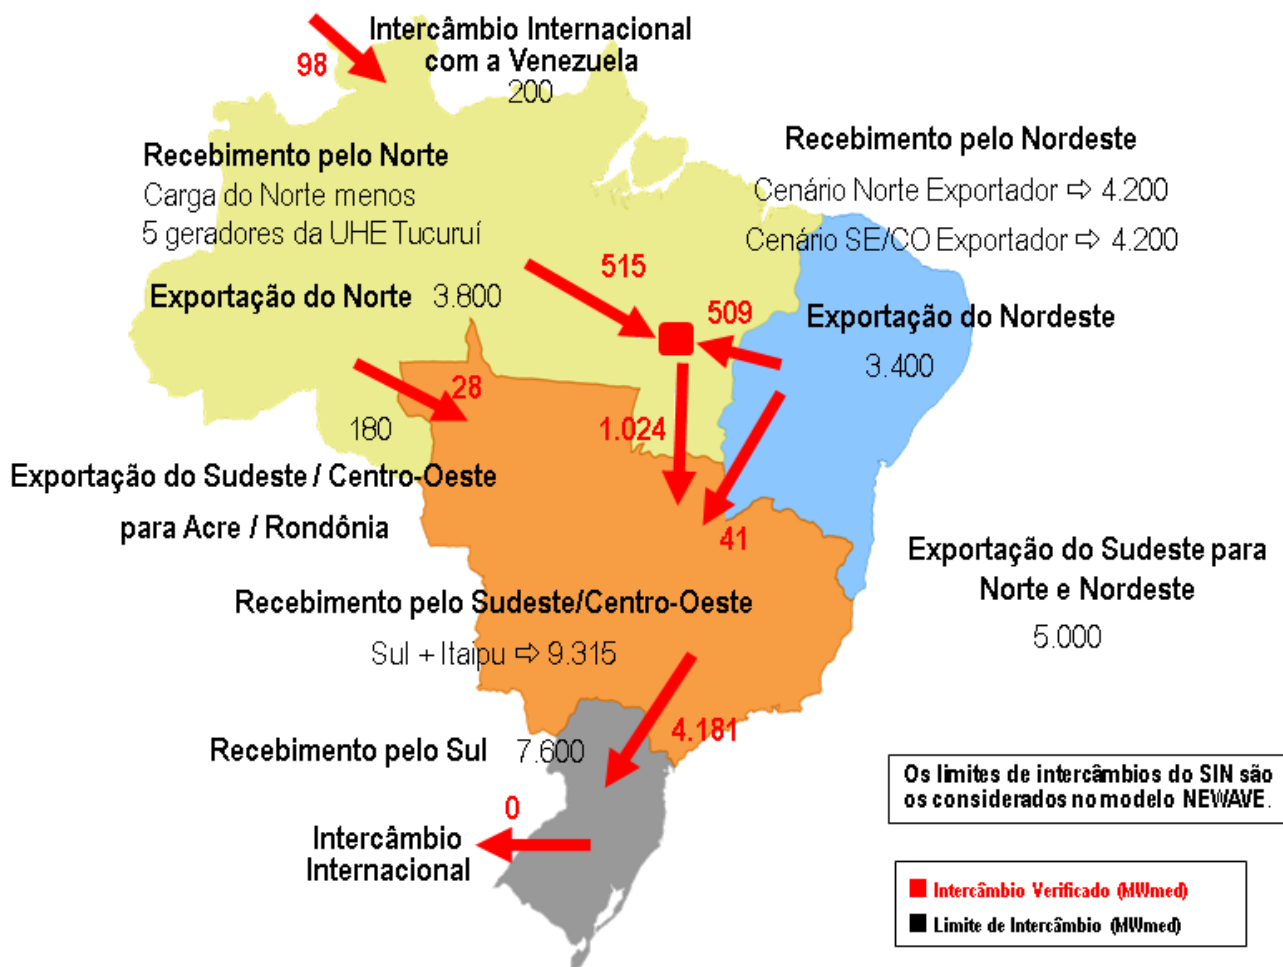 Intercâmbio Internacional
com a Venezuela
200
98
Recebimento pelo Norte
Carga do Norte menos
5 geradores da UHE Tucuruí
Recebimento pelo Nordeste
Cenário Norte Exportador ⇨ 4.200
Cenário SE/CO Exportador ⇨ 4.200
515
Exportação do Norte 3.800
509
Exportação do Nordeste
3.400
28
180
1.024
Exportação do Sudeste / Centro-Oeste
para Acre / Rondônia
41
Exportação do Sudeste para
Norte e Nordeste
5.000
Recebimento pelo Sudeste/Centro-Oeste
Sul + Itaipu ⇨ 9.315
4.181
Recebimento pelo Sul 7.600
0
Intercâmbio
Internacional
Os limites de intercâmbios do SIN são
os considerados no modelo NEWAVE.
Intercâmbio Verificado (MWmed)
Limite de Intercâmbio (MWmed)